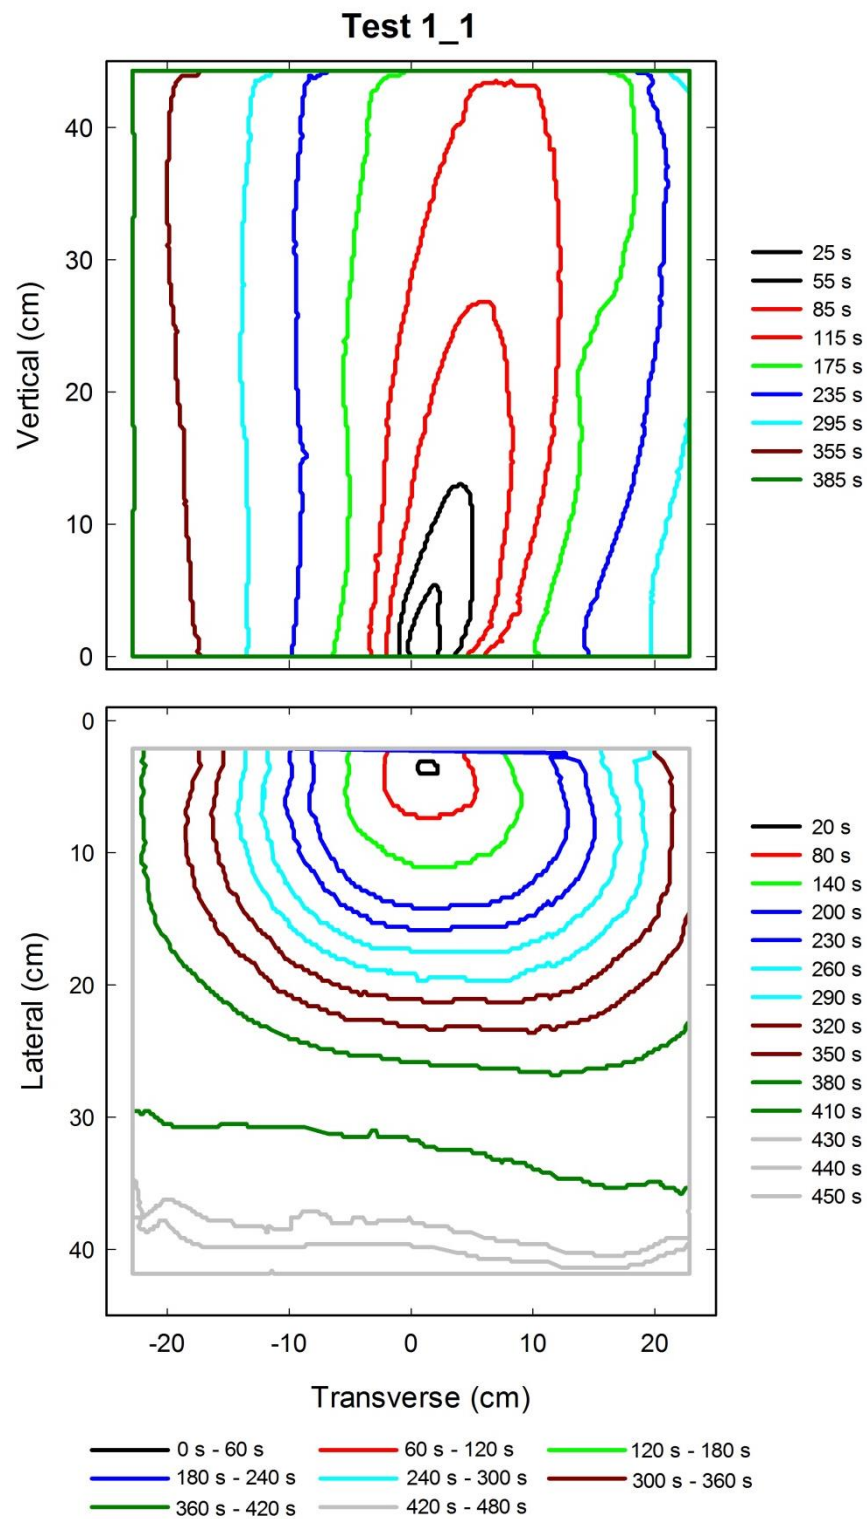 Test 1_1
40
30
20
10
0
Vertical (cm)
25 s
55 s
85 s
115 s
175 s
235 s
295 s
355 s
385 s
0
10
20
30
40
Lateral (cm)
20 s
80 s
140 s
200 s
230 s
260 s
290 s
320 s
350 s
380 s
410 s
430 s
440 s
450 s
-20 -10 0 10 20
Transverse (cm)
0 s - 60 s 60 s - 120 s 120 s - 180 s
180 s - 240 s 240 s - 300 s 300 s - 360 s
360 s - 420 s 420 s - 480 s